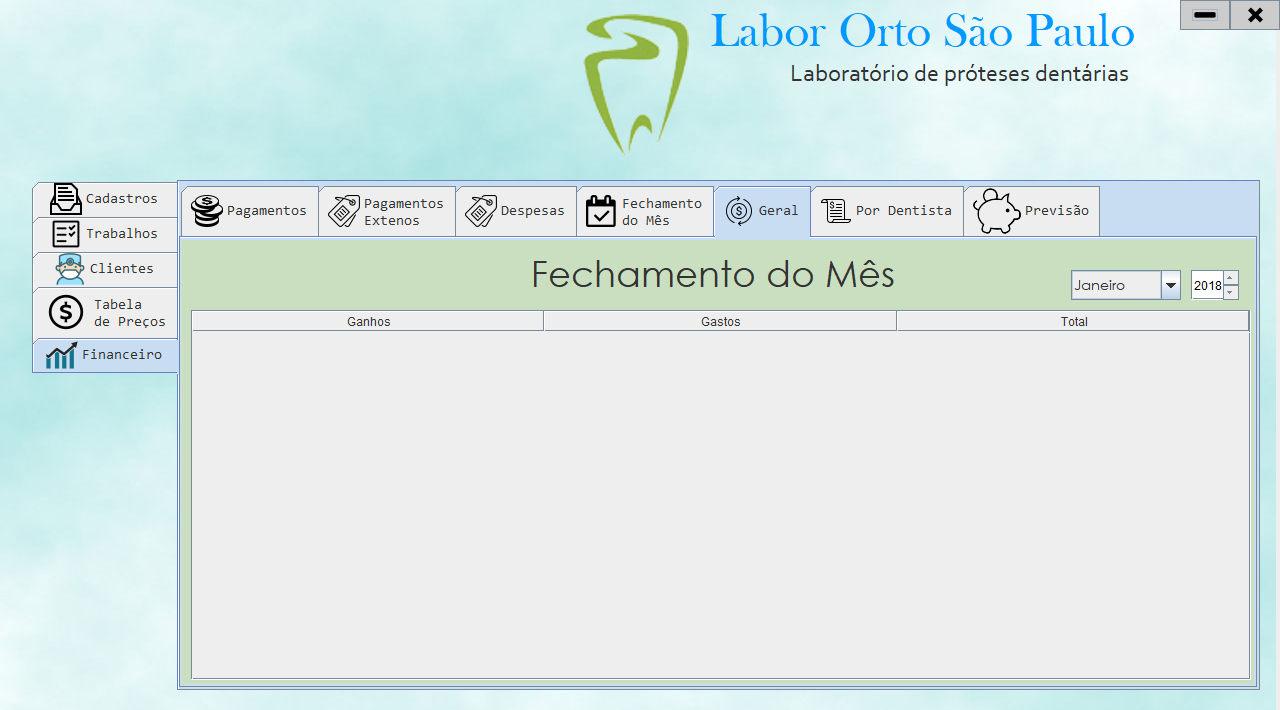 Labor Orto São Paulo
Laboratório de próteses dentárias
Cadastros
Trabalhos
Clientes
Tabela
de Preços
Financeiro
Pagamentos
Pagamentos
Extenos
Despesas
Fechamento
do Mês
Geral
Por Dentista
Previsão
Fechamento do Mês
Janeiro
2018
Ganhos
Gastos
Total